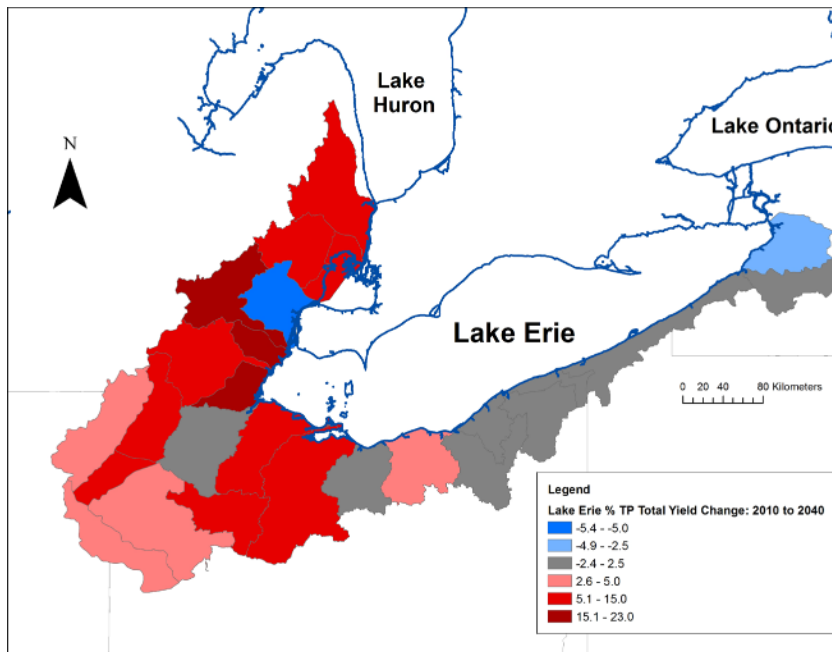 Lake
Huron
Lake Ontario
N
Lake Erie
0 20 40 80 Kilometers
Legend
Lake Erie % TP Total Yield Change: 2010 to 2040
-5.4 - -5.0
-4.9 - -2.5
-2.4 - 2.5
2.6 - 5.0
5.1 - 15.0
15.1 - 23.0